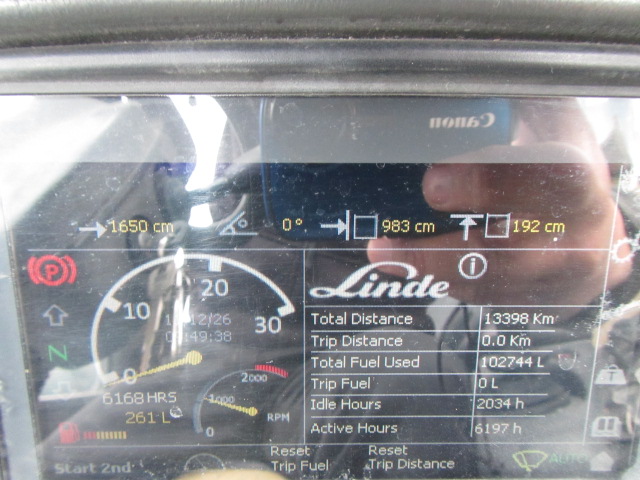 Canon
1650 cm 0° 983 cm 192 cm
P
Linde
i
20
10
30
0
N
6168 HRS
261 L
2000
1000
0
RPM
Total Distance 13398 Km
Trip Distance 0.0 Km
Total Fuel Used 102744 L
Trip Fuel 0 L
Idle Hours 2034 h
Active Hours 6197 h
Start 2nd
Reset
Trip Fuel
Reset
Trip Distance
AUTO